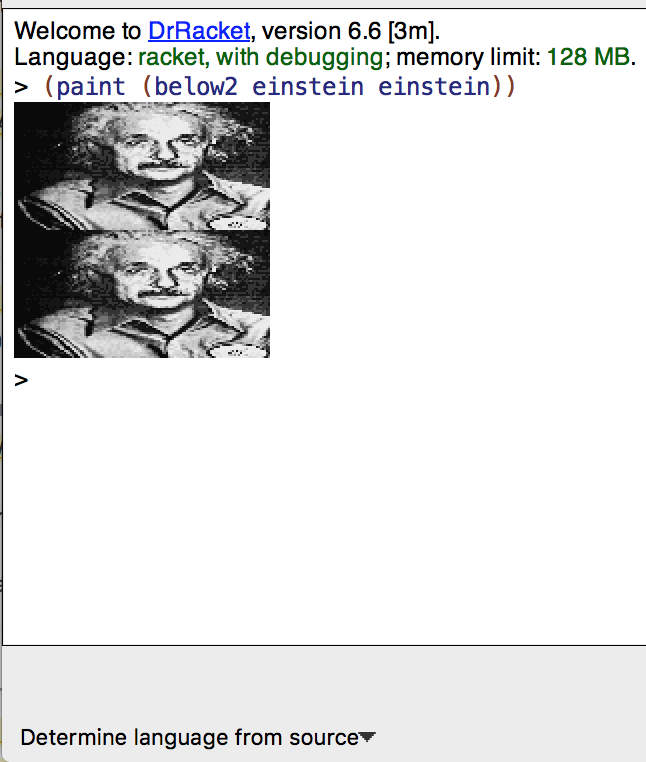 Welcome to DrRacket, version 6.6 [3m].
Language: racket, with debugging; memory limit: 128 MB.
> (paint (below2 einstein einstein))
>
Determine language from source